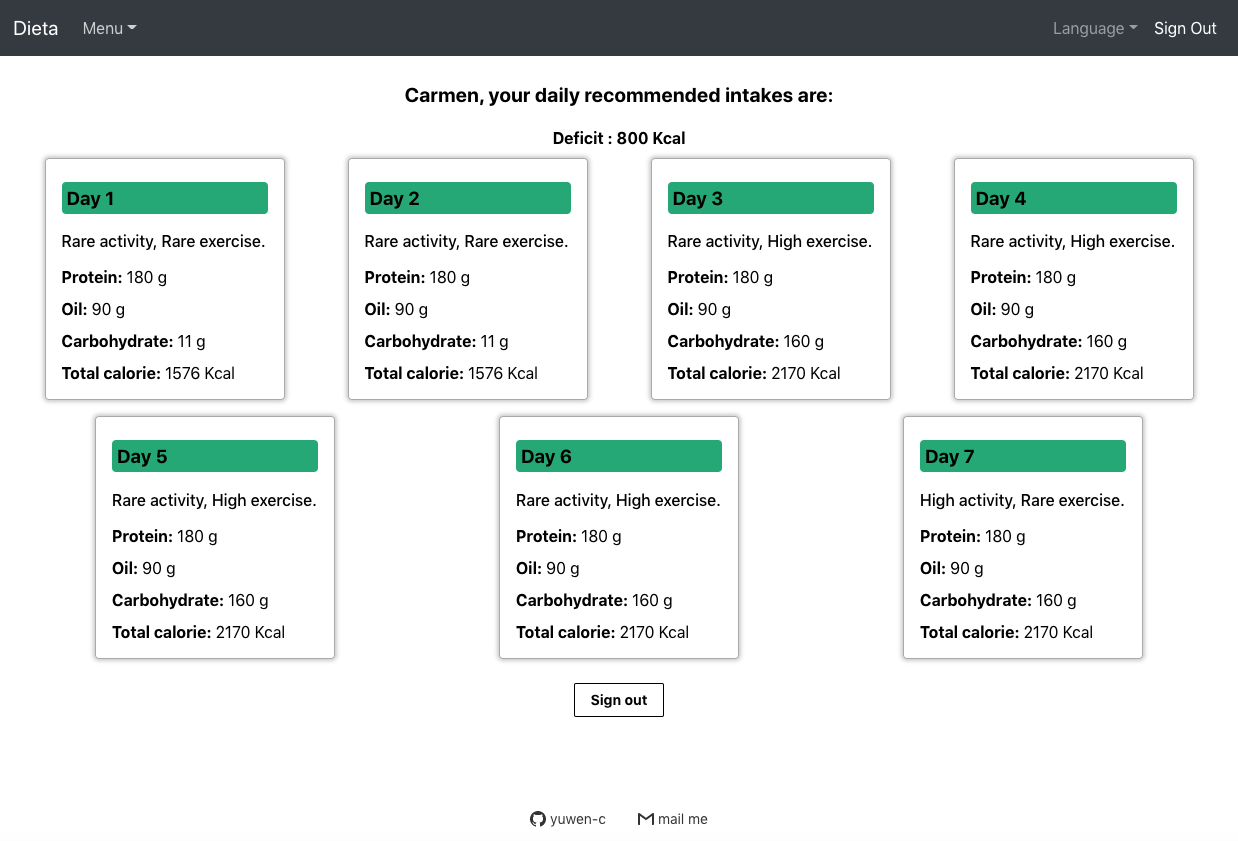 Dieta
Menu
Language
Sign Out
Carmen, your daily recommended intakes are:
Deficit : 800 Kcal
Day 1
Rare activity, Rare exercise.
Protein: 180 g
Oil: 90 g
Carbohydrate: 11 g
Total calorie: 1576 Kcal
Day 2
Rare activity, Rare exercise.
Protein: 180 g
Oil: 90 g
Carbohydrate: 11 g
Total calorie: 1576 Kcal
Day 3
Rare activity, High exercise.
Protein: 180 g
Oil: 90 g
Carbohydrate: 160 g
Total calorie: 2170 Kcal
Day 4
Rare activity, High exercise.
Protein: 180 g
Oil: 90 g
Carbohydrate: 160 g
Total calorie: 2170 Kcal
Day 5
Rare activity, High exercise.
Protein: 180 g
Oil: 90 g
Carbohydrate: 160 g
Total calorie: 2170 Kcal
Day 6
Rare activity, High exercise.
Protein: 180 g
Oil: 90 g
Carbohydrate: 160 g
Total calorie: 2170 Kcal
Day 7
High activity, Rare exercise.
Protein: 180 g
Oil: 90 g
Carbohydrate: 160 g
Total calorie: 2170 Kcal
Sign out
yuwen-c
mail me